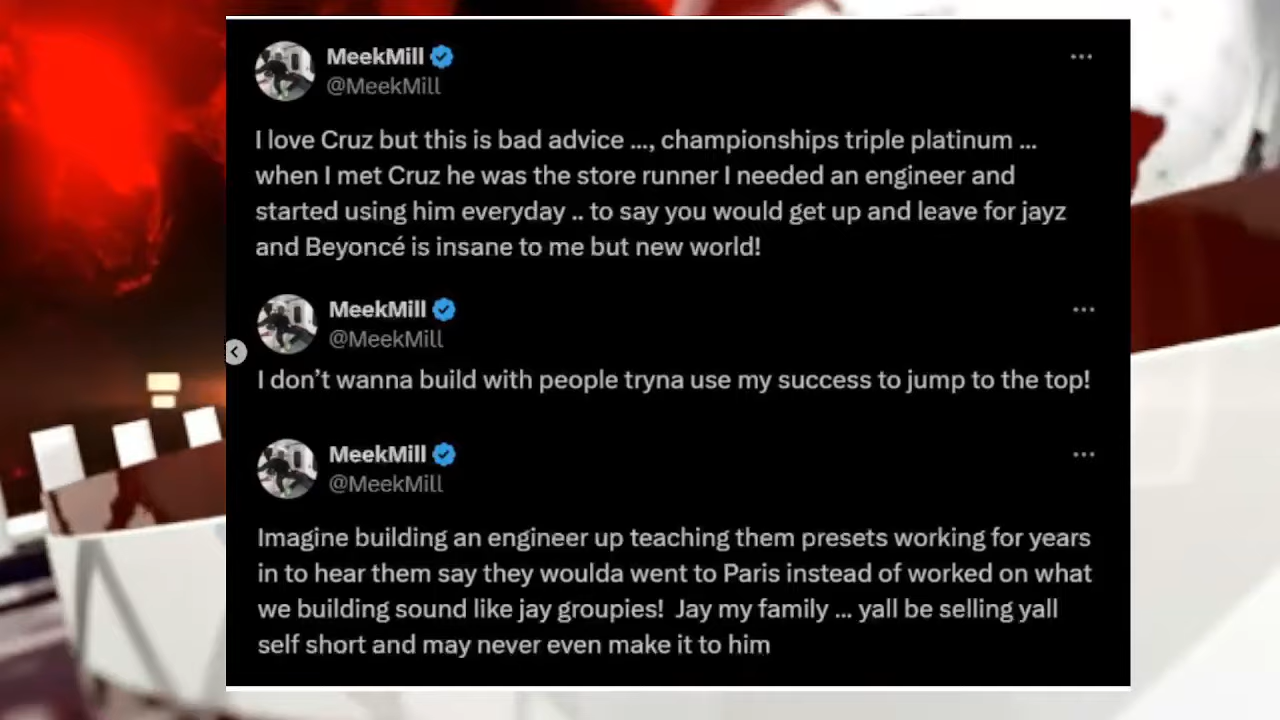 MeekMill
@MeekMill
I love Cruz but this is bad advice ..., championships triple platinum ...
when I met Cruz he was the store runner I needed an engineer and
started using him everyday .. to say you would get up and leave for jayz
and Beyoncé is insane to me but new world!
MeekMill
@MeekMill
I don’t wanna build with people tryna use my success to jump to the top!
MeekMill
@MeekMill
Imagine building an engineer up teaching them presets working for years
in to hear them say they woulda went to Paris instead of worked on what
we building sound like jay groupies!  Jay my family ... yall be selling yall
self short and may never even make it to him